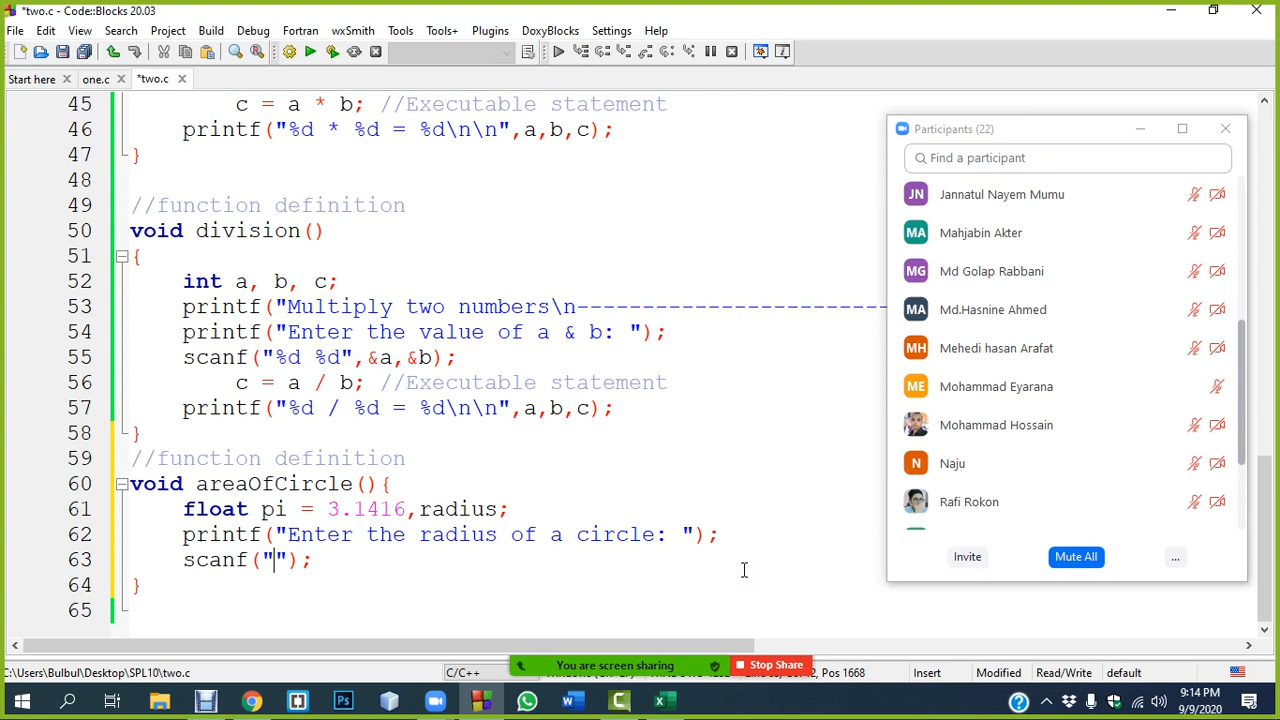 *two.c - Code::Blocks 20.03
File Edit View Search Project Build Debug Fortran wxSmith Tools Tools+ Plugins DoxyBlocks Settings Help
Start here one.c *two.c
45 c = a * b; //Executable statement
46 printf("%d * %d = %d\n\n",a,b,c);
47 }
48
49 //function definition
50 void division()
51 {
52 int a, b, c;
53 printf("Multiply two numbers\n---------------------------
54 printf("Enter the value of a & b: ");
55 scanf("%d %d",&a,&b);
56 c = a / b; //Executable statement
57 printf("%d / %d = %d\n\n",a,b,c);
58 }
59 //function definition
60 void areaOfCircle(){
61 float pi = 3.1416,radius;
62 printf("Enter the radius of a circle: ");
63 scanf("");
64 }
65
Participants (22)
Find a participant
JN Jannatul Nayem Mumu
MA Mahjabin Akter
MG Md Golap Rabbani
MA Md.Hasnine Ahmed
MH Mehedi hasan Arafat
ME Mohammad Eyarana
Mohammad Hossain
N Naju
Rafi Rokon
Invite Mute All ...
You are screen sharing Stop Share
C:\Users\Bulbul\Desktop\SPL10\two.c C/C++ Pos 1668 Insert Modified default
9:14 PM
9/9/2020